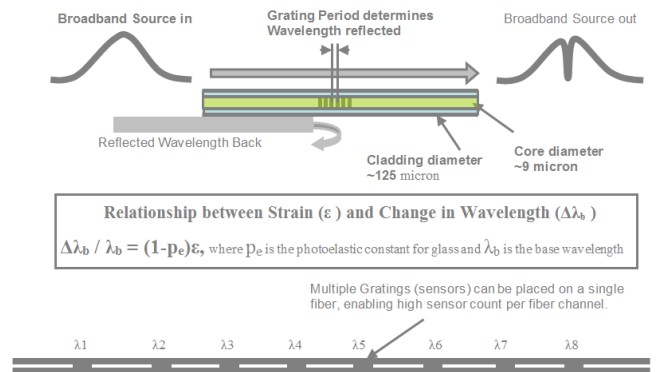 Broadband Source in
Grating Period determines
Wavelength reflected
Broadband Source out
Reflected Wavelength Back
Cladding diameter
~125 micron
Core diameter
~9 micron
Relationship between Strain (ε ) and Change in Wavelength (Δλb )
Δλb / λb = (1-pe)ε, where pe is the photoelastic constant for glass and λb is the base wavelength
Multiple Gratings (sensors) can be placed on a single
fiber, enabling high sensor count per fiber channel.
λ1 λ2 λ3 λ4 λ5 λ6 λ7 λ8